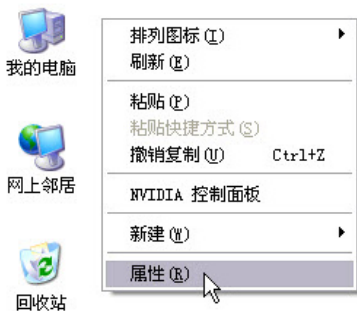 我的电脑
网上邻居
回收站
排列图标(I)
刷新(E)
粘贴(P)
粘贴快捷方式(S)
撤销复制(U) Ctrl+Z
NVIDIA 控制面板
新建(W)
属性(R)